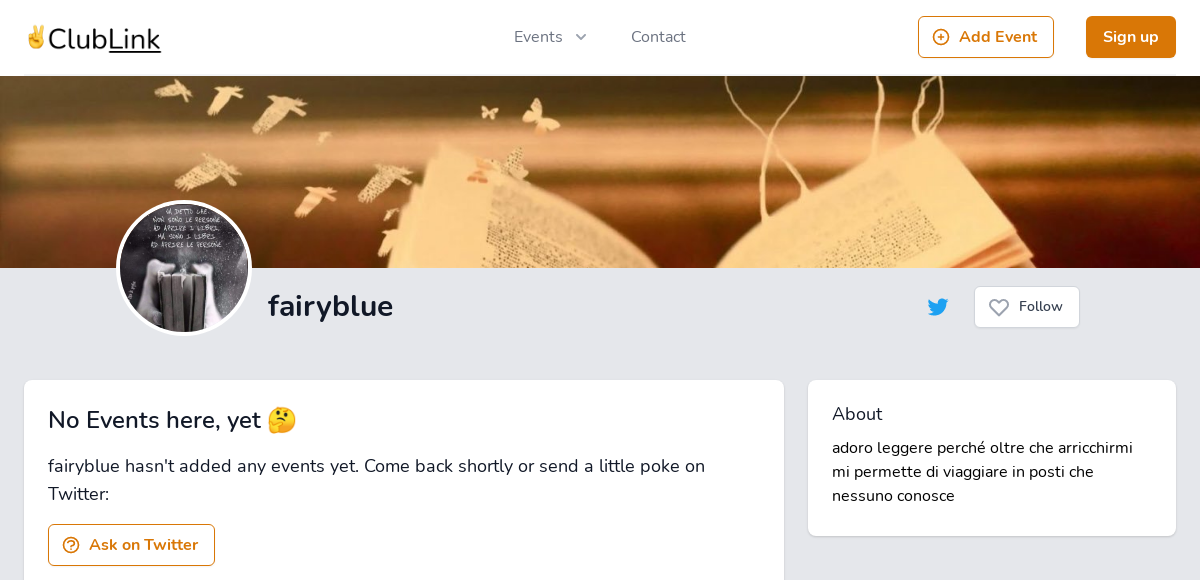 ClubLink
Events
Contact
Add Event
Sign up
HA DETTO CHE:
NON SONO LE PERSONE
AD APRIRE I LIBRI,
MA SONO I LIBRI
AD APRIRE LE PERSONE
fairyblue
Follow
No Events here, yet 🤔
fairyblue hasn't added any events yet. Come back shortly or send a little poke on
Twitter:
Ask on Twitter
About
adoro leggere perché oltre che arricchirmi
mi permette di viaggiare in posti che
nessuno conosce